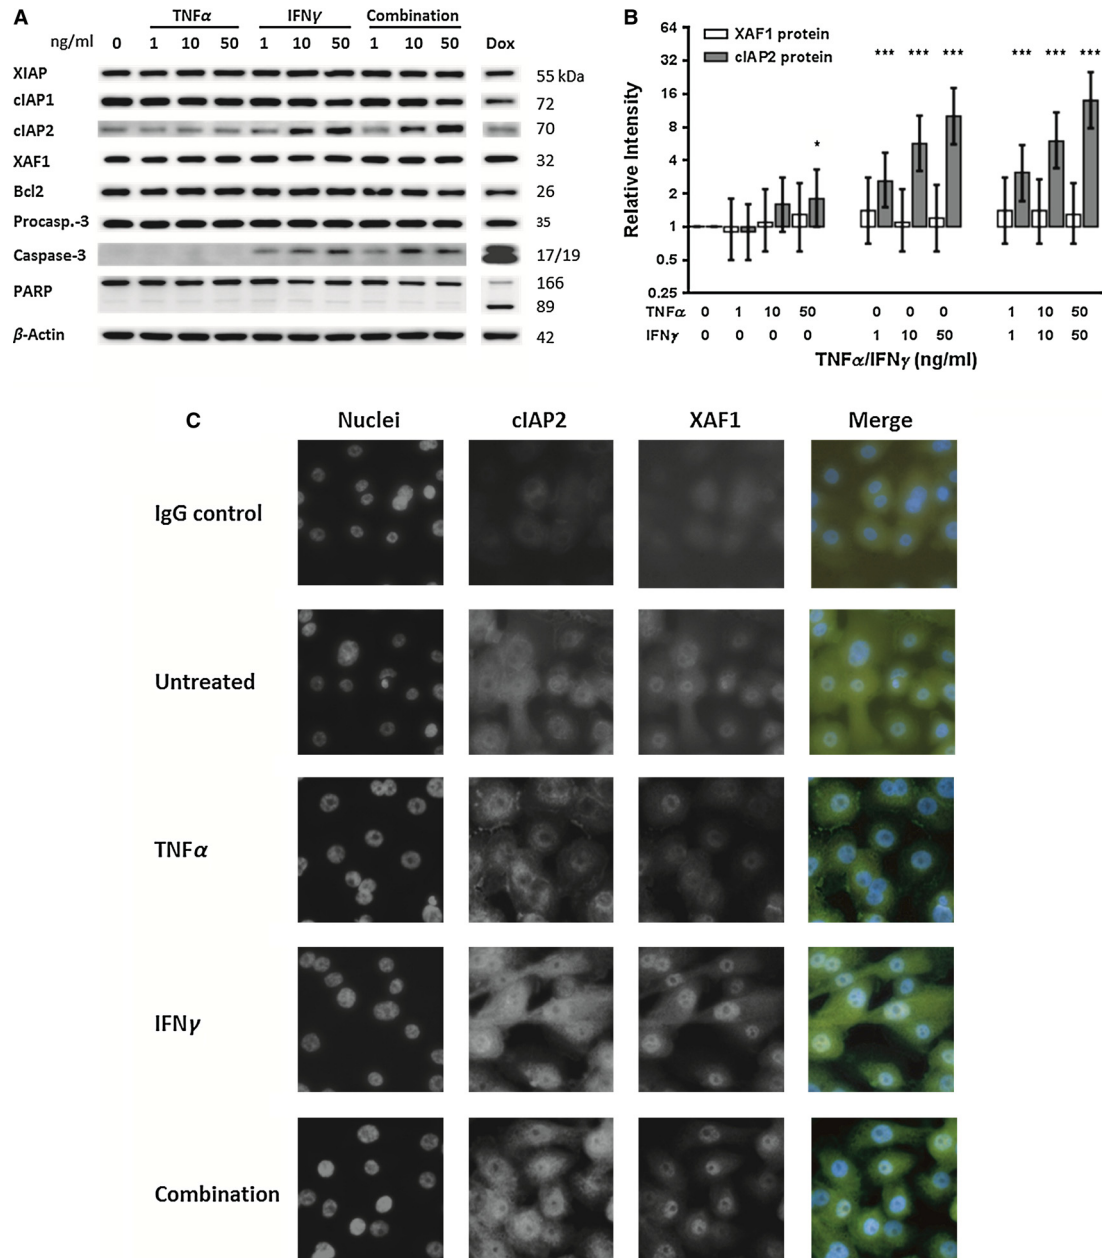 A
TNFα IFNγ Combination
ng/ml 0 1 10 50 1 10 50 1 10 50 Dox
XIAP 55 kDa
cIAP1 72
cIAP2 70
XAF1 32
Bcl2 26
Procasp.-3 35
Caspase-3 17/19
PARP 166
89
β-Actin 42
B
XAF1 protein
cIAP2 protein
*** *** *** *** *** ***
*
Relative Intensity
64
32
16
8
4
2
1
0.5
0.25
TNFα 0 1 10 50 0 0 0 1 10 50
IFNγ 0 0 0 0 1 10 50 1 10 50
TNFα/IFNγ (ng/ml)
C
Nuclei cIAP2 XAF1 Merge
IgG control
Untreated
TNFα
IFNγ
Combination